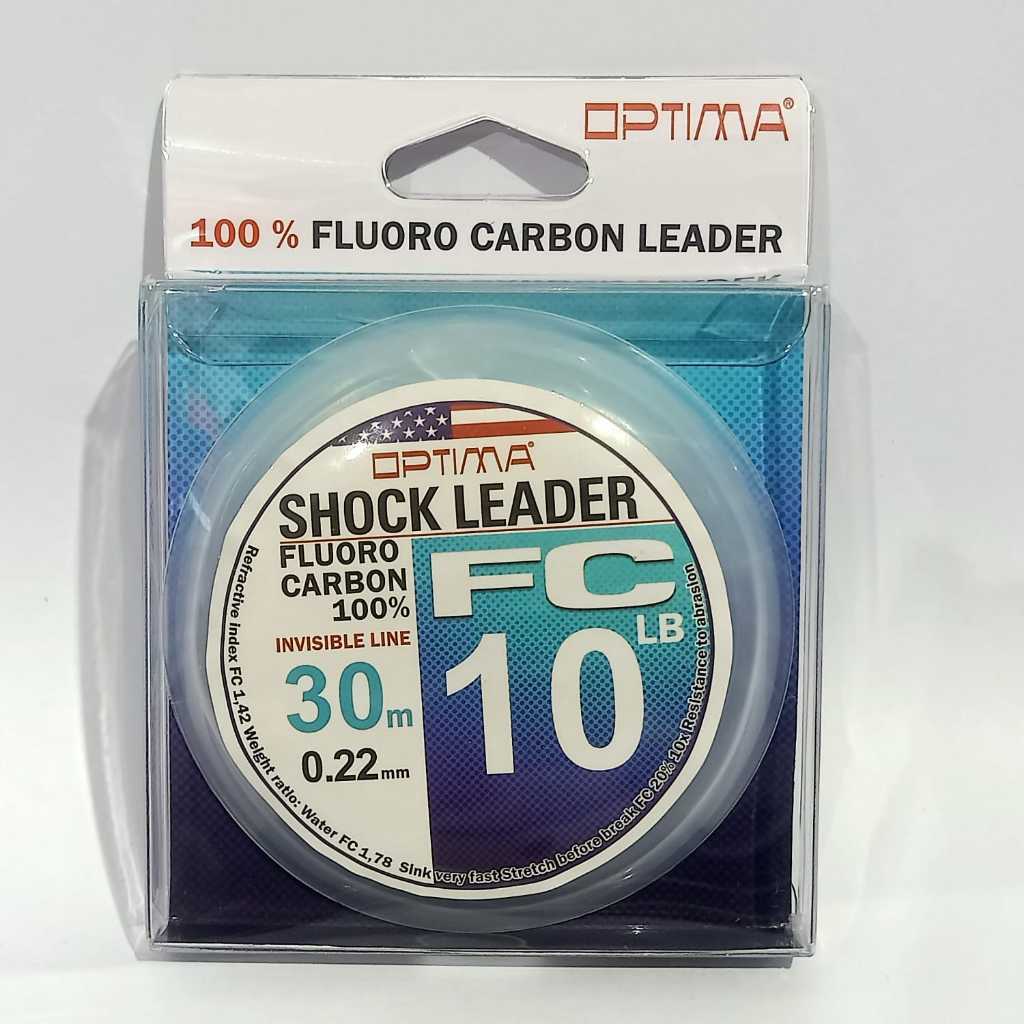 OPTIMA®
100 % FLUORO CARBON LEADER
OPTIMA®
SHOCK LEADER
FLUORO
CARBON
100%
INVISIBLE LINE
30m
0.22mm
FC
10 LB
Refractive index FC 1,42 Weight ratio: Water FC 1,78 Sink very fast Stretch before break FC 20% 10x Resistance to abrasion